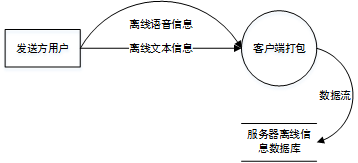 离线语音信息
发送方用户
离线文本信息
客户端打包
数据流
服务器离线信
息数据库